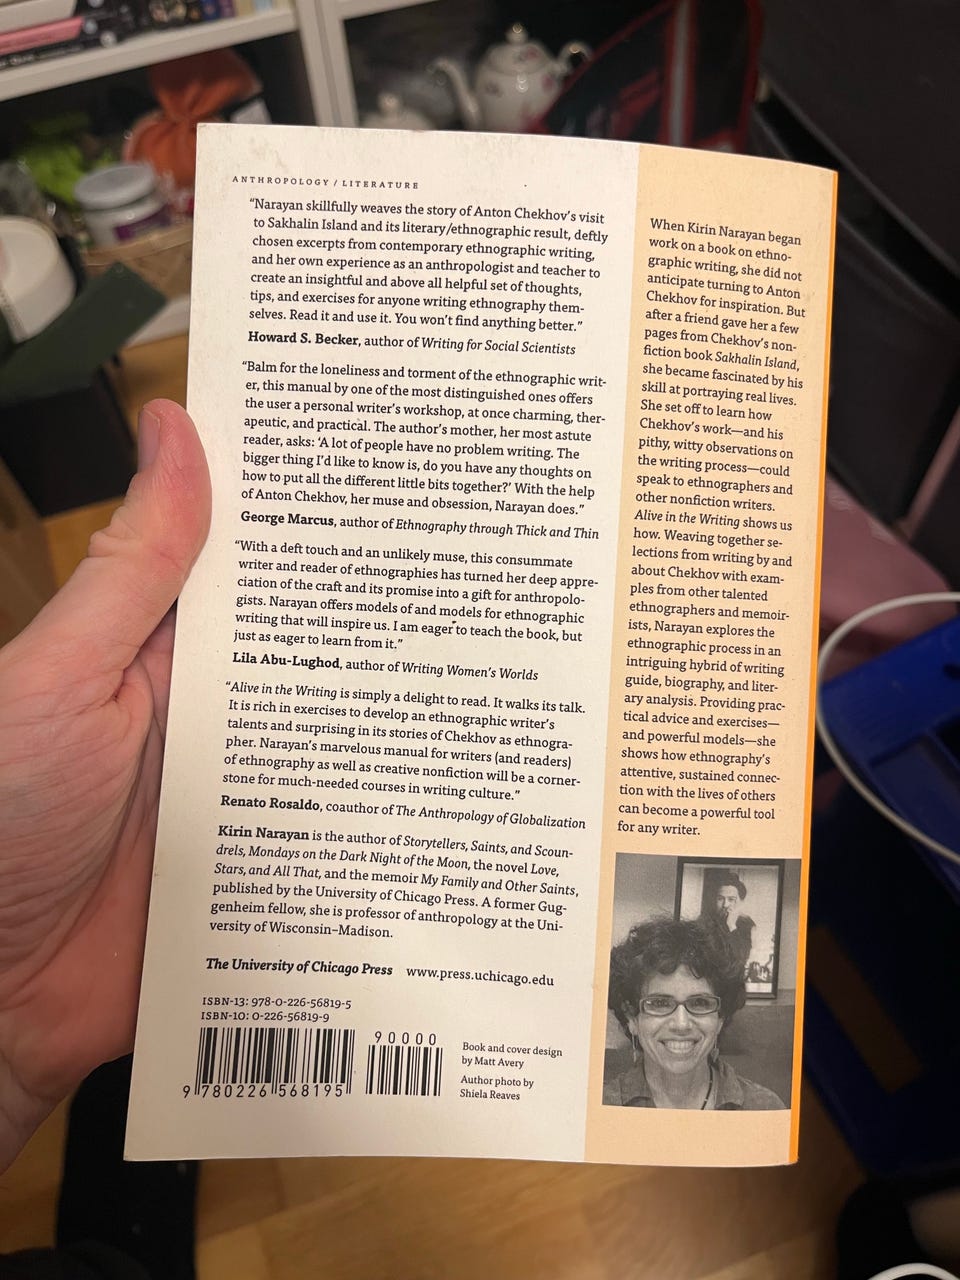 ANTHROPOLOGY / LITERATURE
“Narayan skillfully weaves the story of Anton Chekhov’s visit
to Sakhalin Island and its literary/ethnographic result, deftly
chosen excerpts from contemporary ethnographic writing,
and her own experience as an anthropologist and teacher to
create an insightful and above all helpful set of thoughts,
tips, and exercises for anyone writing ethnography them-
selves. Read it and use it. You won’t find anything better.”
Howard S. Becker, author of Writing for Social Scientists
“Balm for the loneliness and torment of the ethnographic writ-
er, this manual by one of the most distinguished ones offers
the user a personal writer’s workshop, at once charming, ther-
apeutic, and practical. The author’s mother, her most astute
reader, asks: ‘A lot of people have no problem writing. The
bigger thing I’d like to know is, do you have any thoughts on
how to put all the different little bits together?’ With the help
of Anton Chekhov, her muse and obsession, Narayan does.”
George Marcus, author of Ethnography through Thick and Thin
“With a deft touch and an unlikely muse, this consummate
writer and reader of ethnographies has turned her deep appre-
ciation of the craft and its promise into a gift for anthropolo-
gists. Narayan offers models of and models for ethnographic
writing that will inspire us. I am eager to teach the book, but
just as eager to learn from it.”
Lila Abu-Lughod, author of Writing Women’s Worlds
“Alive in the Writing is simply a delight to read. It walks its talk.
It is rich in exercises to develop an ethnographic writer’s
talents and surprising in its stories of Chekhov as ethnogra-
pher. Narayan’s marvelous manual for writers (and readers)
of ethnography as well as creative nonfiction will be a corner-
stone for much-needed courses in writing culture.”
Renato Rosaldo, coauthor of The Anthropology of Globalization
Kirin Narayan is the author of Storytellers, Saints, and Scoun-
drels, Mondays on the Dark Night of the Moon, the novel Love,
Stars, and All That, and the memoir My Family and Other Saints,
published by the University of Chicago Press. A former Gug-
genheim fellow, she is professor of anthropology at the Uni-
versity of Wisconsin–Madison.
The University of Chicago Press www.press.uchicago.edu
ISBN-13: 978-0-226-56819-5
ISBN-10: 0-226-56819-9
90000
9 780226 568195
Book and cover design
by Matt Avery
Author photo by
Shiela Reaves
When Kirin Narayan began
work on a book on ethno-
graphic writing, she did not
anticipate turning to Anton
Chekhov for inspiration. But
after a friend gave her a few
pages from Chekhov’s non-
fiction book Sakhalin Island,
she became fascinated by his
skill at portraying real lives.
She set off to learn how
Chekhov’s work—and his
pithy, witty observations on
the writing process—could
speak to ethnographers and
other nonfiction writers.
Alive in the Writing shows us
how. Weaving together se-
lections from writing by and
about Chekhov with exam-
ples from other talented
ethnographers and memoir-
ists, Narayan explores the
ethnographic process in an
intriguing hybrid of writing
guide, biography, and liter-
ary analysis. Providing prac-
tical advice and exercises—
and powerful models—she
shows how ethnography’s
attentive, sustained connec-
tion with the lives of others
can become a powerful tool
for any writer.